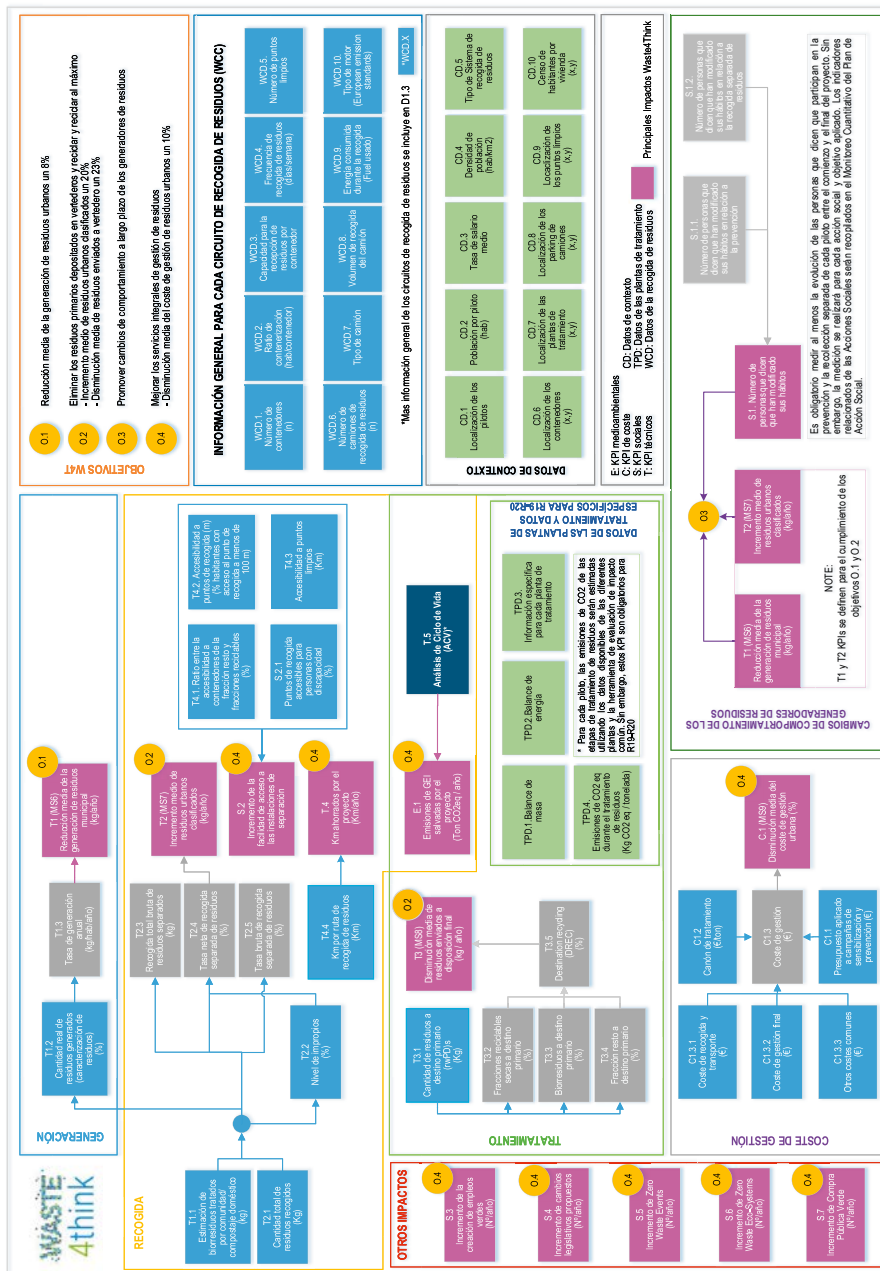 WASTE
4think
GENERACIÓN
T1.2
Cantidad real de
residuos generados
(caracterización de
residuos)
(%)
T1.3
Tasa de generación
anual
(kg/hab/año)
T1 (MS6)
Reducción media de la
generación de residuos
municipal
(kg/año)
O.1
RECOGIDA
T1.1
Estimación de
biorresiduos tratados
por comunidad/
compostaje doméstico
(kg)
T2.1
Cantidad total de
residuos recogidos
(Kg)
T2.2
Nivel de impropios
(%)
T2.3
Recogida total bruta de
residuos separados
(kg)
T2.4
Tasa neta de recogida
separada de residuos
(%)
T2.5
Tasa bruta de recogida
separada de residuos
(%)
T4.4
Km por ruta de
recogida de residuos
(Km)
T2 (MS7)
Incremento medio de
residuos urbanos
clasificados
(kg/año)
O.2
S.2
Incremento de la
facilidad de acceso a
las instalaciones de
separación
O.4
T.4
Km ahorrados por el
proyecto
(Km/año)
O.4
T4.1. Ratio entre la
accesibilidad a
contenedores de la
fracción resto y
fracciones reciclables
(%)
T4.2. Accesibilidad a
puntos de recogida (m)
(% habitantes con
acceso al punto de
recogida a menos de
100 m)
S.2.1
Puntos de recogida
accesibles para
personas con
discapacidad
(%)
T4.3
Accesibilidad a puntos
limpios
(Km)
TRATAMIENTO
T3.1
Cantidad de residuos a
destino primario
(rwPD)s
(Kg)
T3.2
Fracciones reciclables
secas a destino
primario
(%)
T3.3
Biorresiduos a destino
primario
(%)
T3.4
Fracción resto a
destino primario
(%)
T3 (MS8)
Disminución media de
residuos enviados a
disposición final
(kg / año)
O.2
T3.5
Destination recycling
(DREC)
(%)
E.1
Emisiones de GEI
salvadas por el
proyecto
(Ton CO2eq / año)
O.4
T.5
Análisis de Ciclo de Vida
(ACV)*
TPD.1. Balance de
masa
TPD.2. Balance de
energía
TPD.3.
Información específica
para cada planta de
tratamiento
TPD.4.
Emisiones de CO2 eq
durante el tratamiento
de residuos
(Kg CO2 eq / tonelada)
* Para cada piloto, las emisiones de CO2 de las
etapas de tratamiento de residuos serán estimadas
utilizando los datos disponibles de las diferentes
plantas y la herramienta de evaluación de impacto
común. Sin embargo, estos KPI son obligatorios para
R19-R20
DATOS DE LAS PLANTAS DE
TRATAMIENTO Y DATOS
ESPECÍFICOS PARA R19-R20
OTROS IMPACTOS
S.3
Incremento de la
creación de empleos
verdes
(Nº/año)
O.4
S.4
Incremento de cambios
legislativos propuestos
(Nº/año)
O.4
S.5
Incremento de Zero
Waste Events
(Nº/año)
O.4
S.6
Incremento de Zero
Waste Eco-Systems
(Nº/año)
O.4
S.7
Incremento de Compra
Pública Verde
(Nº/año)
O.4
COSTE DE GESTIÓN
C1.3.1
Coste de recogida y
transporte
(€)
C1.3.2
Coste de gestión final
(€)
C1.3.3
Otros costes comunes
(€)
C1.2
Canón de tratamiento
(€/ton)
C1.3
Coste de gestión
(€)
C1.1
Presupuesto aplicado
a campañas de
sensibilización y
prevención (€)
C.1 (MS9)
Disminución media del
coste de gestión
urbana (%)
O.4
CAMBIOS DE COMPORTAMIENTO DE LOS
GENERADORES DE RESIDUOS
T1 (MS6)
Reducción media de la
generación de residuos
municipal
(kg/año)
T2 (MS7)
Incremento medio de
residuos urbanos
clasificados
(kg/año)
O3
S.1. Número de
personas que dicen
que han modificado
sus hábitos
S.1.1.
Número de personas que
dicen que han modificado
sus hábitos en relación a
la prevención
S.1.2.
Número de personas que
dicen que han modificado
sus hábitos en relación a
la recogida separada de
residuos
NOTE:
T1 y T2 KPIs se definen para el cumplimiento de los
objetivos O.1 y O.2
Es obligatorio medir al menos la evolución de las personas que dicen que participan en la
prevención y la recolección separada de cada piloto entre el comienzo y el final del proyecto. Sin
embargo, la medición se realizará para cada acción social y objetivo aplicado. Los indicadores
relacionados de las Acciones Sociales serán recopilados en el Monitoreo Cuantitativo del Plan de
Acción Social.
OBJETIVOS W4T
O.1
Reducción media de la generación de residuos urbanos un 8%
O.2
Eliminar los residuos primarios depositados en vertederos y reciclar y recidar al máximo
- Incremento medio de residuos urbanos clasificados un 20%
- Disminución media de residuos enviados a vertedero un 23%
O.3
Promover cambios de comportamiento a largo plazo de los generadores de residuos
O.4
Mejorar los servicios integrales de gestión de residuos
- Disminución media del coste de gestión de residuos urbanos un 10%
INFORMACIÓN GENERAL PARA CADA CIRCUITO DE RECOGIDA DE RESIDUOS (WCC)
WCD.1.
Número de
contenedores
(n)
WCD.2.
Ratio de
contenerización
(hab/contenedor)
WCD.3.
Capacidad para la
recepción de
residuos por
contenedor
WCD.4.
Frecuencia de
recogida de residuos
(días/semana)
WCD.5.
Número de puntos
limpios
WCD.6.
Número de
camiones de
recogida de residuos
(n)
WCD.7.
Tipo de camión
WCD.8.
Volumen de recogida
del camión
WCD.9.
Energía consumida
durante la recogida
(Fuel usado)
WCD.10.
Tipo de motor
(European emission
standards)
*Mas información general de los circuitos de recogida de residuos se incluye en D1.3
*WCD.X
DATOS DE CONTEXTO
CD.1
Localización de los
pilotos
CD.2
Población por piloto
(hab)
CD.3
Tasa de salario
medio
CD.4
Densidad de
población
(hab/km2)
CD.5
Tipo de Sistema de
recogida de
residuos
CD.6
Localización de los
contenedores
(x,y)
CD.7
Localización de las
plantas de
tratamiento
(x,y)
CD.8
Localización de los
parking de
camiones
(x,y)
CD.9
Localización de
los puntos limpios
(x,y)
CD.10
Censo de
habitantes por
vivienda
(x,y)
E: KPI medioambientales
C: KPI de coste
S: KPI sociales
T: KPI técnicos
CD: Datos de contexto
TPD: Datos de las plantas de tratamiento
WCD: Datos de la recogida de residuos
Principales Impactos Waste4Think